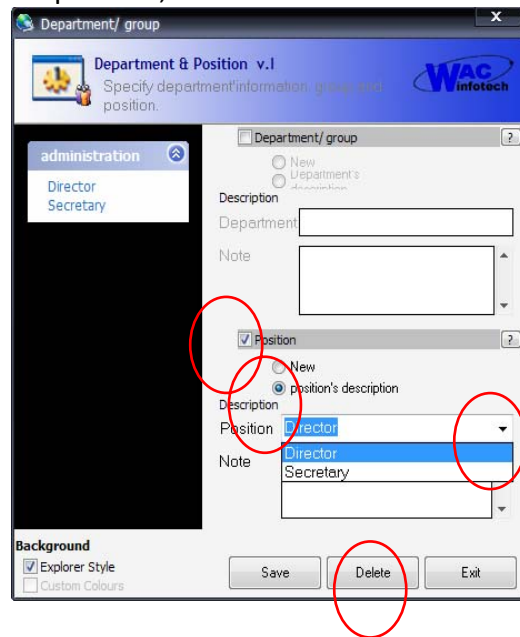 Department/ group
X
Department & Position v.I
Specify department'information, group and
position.
WAC
Infotech
administration
Director
Secretary
Department/ group
?
New
Department's
description
Description
Department
Note
Position
?
New
position's description
Description
Position Director
Director
Note
Secretary
Background
Explorer Style
Custom Colours
Save
Delete
Exit